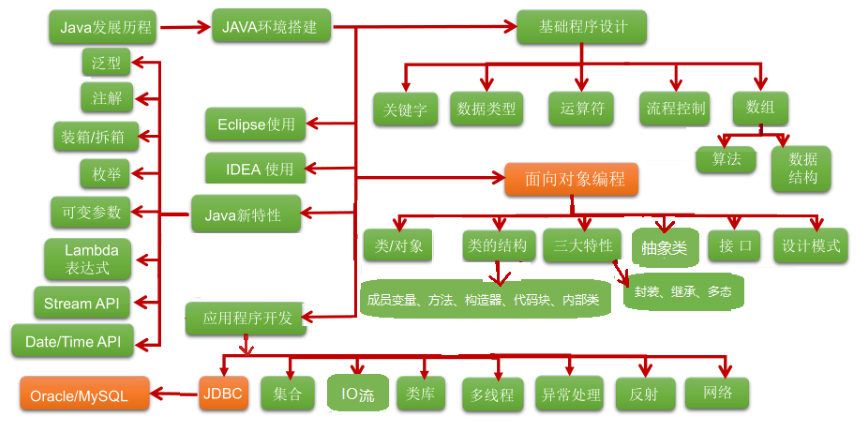 Java发展历程
JAVA环境搭建
基础程序设计
泛型
注解
装箱/拆箱
枚举
可变参数
Lambda
表达式
Stream API
Date/Time API
Eclipse使用
IDEA 使用
Java新特性
关键字
数据类型
运算符
流程控制
数组
算法
数据
结构
面向对象编程
类/对象
类的结构
三大特性
抽象类
接 口
设计模式
成员变量、方法、构造器、代码块、内部类
封装、继承、多态
应用程序开发
Oracle/MySQL
JDBC
集合
IO流
类库
多线程
异常处理
反射
网络